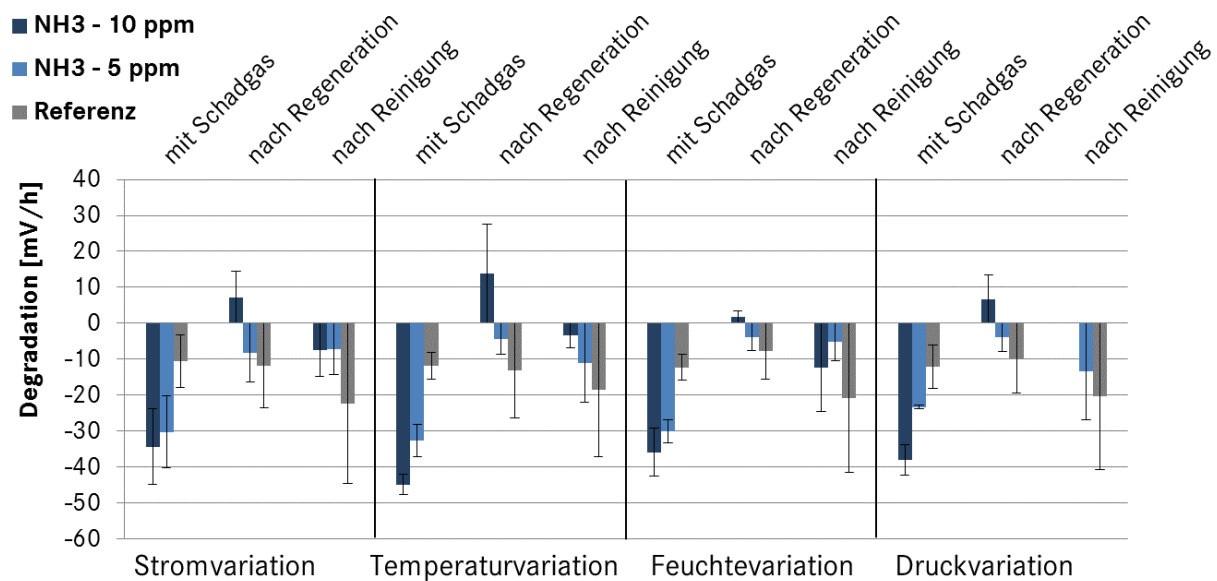 NH3 - 10 ppm
NH3 - 5 ppm
Referenz
mit Schadgas
nach Regeneration
nach Reinigung
mit Schadgas
nach Regeneration
nach Reinigung
mit Schadgas
nach Regeneration
nach Reinigung
mit Schadgas
nach Regeneration
nach Reinigung
Degradation [mV/h]
40
30
20
10
0
-10
-20
-30
-40
-50
-60
Stromvariation Temperaturvariation Feuchtevariation Druckvariation